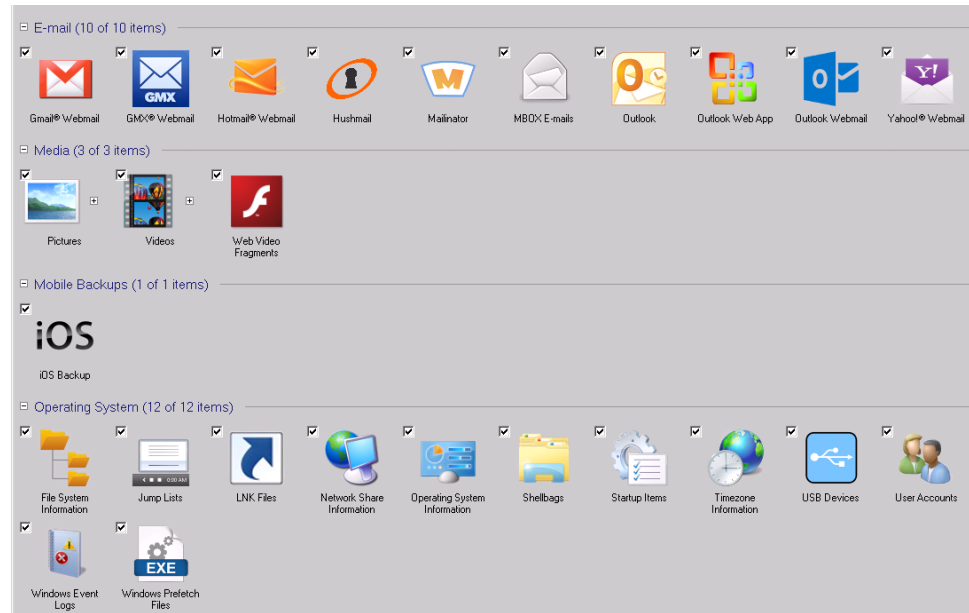 E-mail (10 of 10 items)
GMX
Y!
Gmail® Webmail
GMX® Webmail
Hotmail® Webmail
Hushmail
Mailinator
MBOX E-mails
Outlook
Outlook Web App
Outlook Webmail
Yahoo!® Webmail
Media (3 of 3 items)
Pictures
Videos
Web Video
Fragments
Mobile Backups (1 of 1 items)
iOS
iOS Backup
Operating System (12 of 12 items)
File System
Information
Jump Lists
LNK Files
Network Share
Information
Operating System
Information
Shellbags
Startup Items
Timezone
Information
USB Devices
User Accounts
EXE
Windows Event
Logs
Windows Prefetch
Files